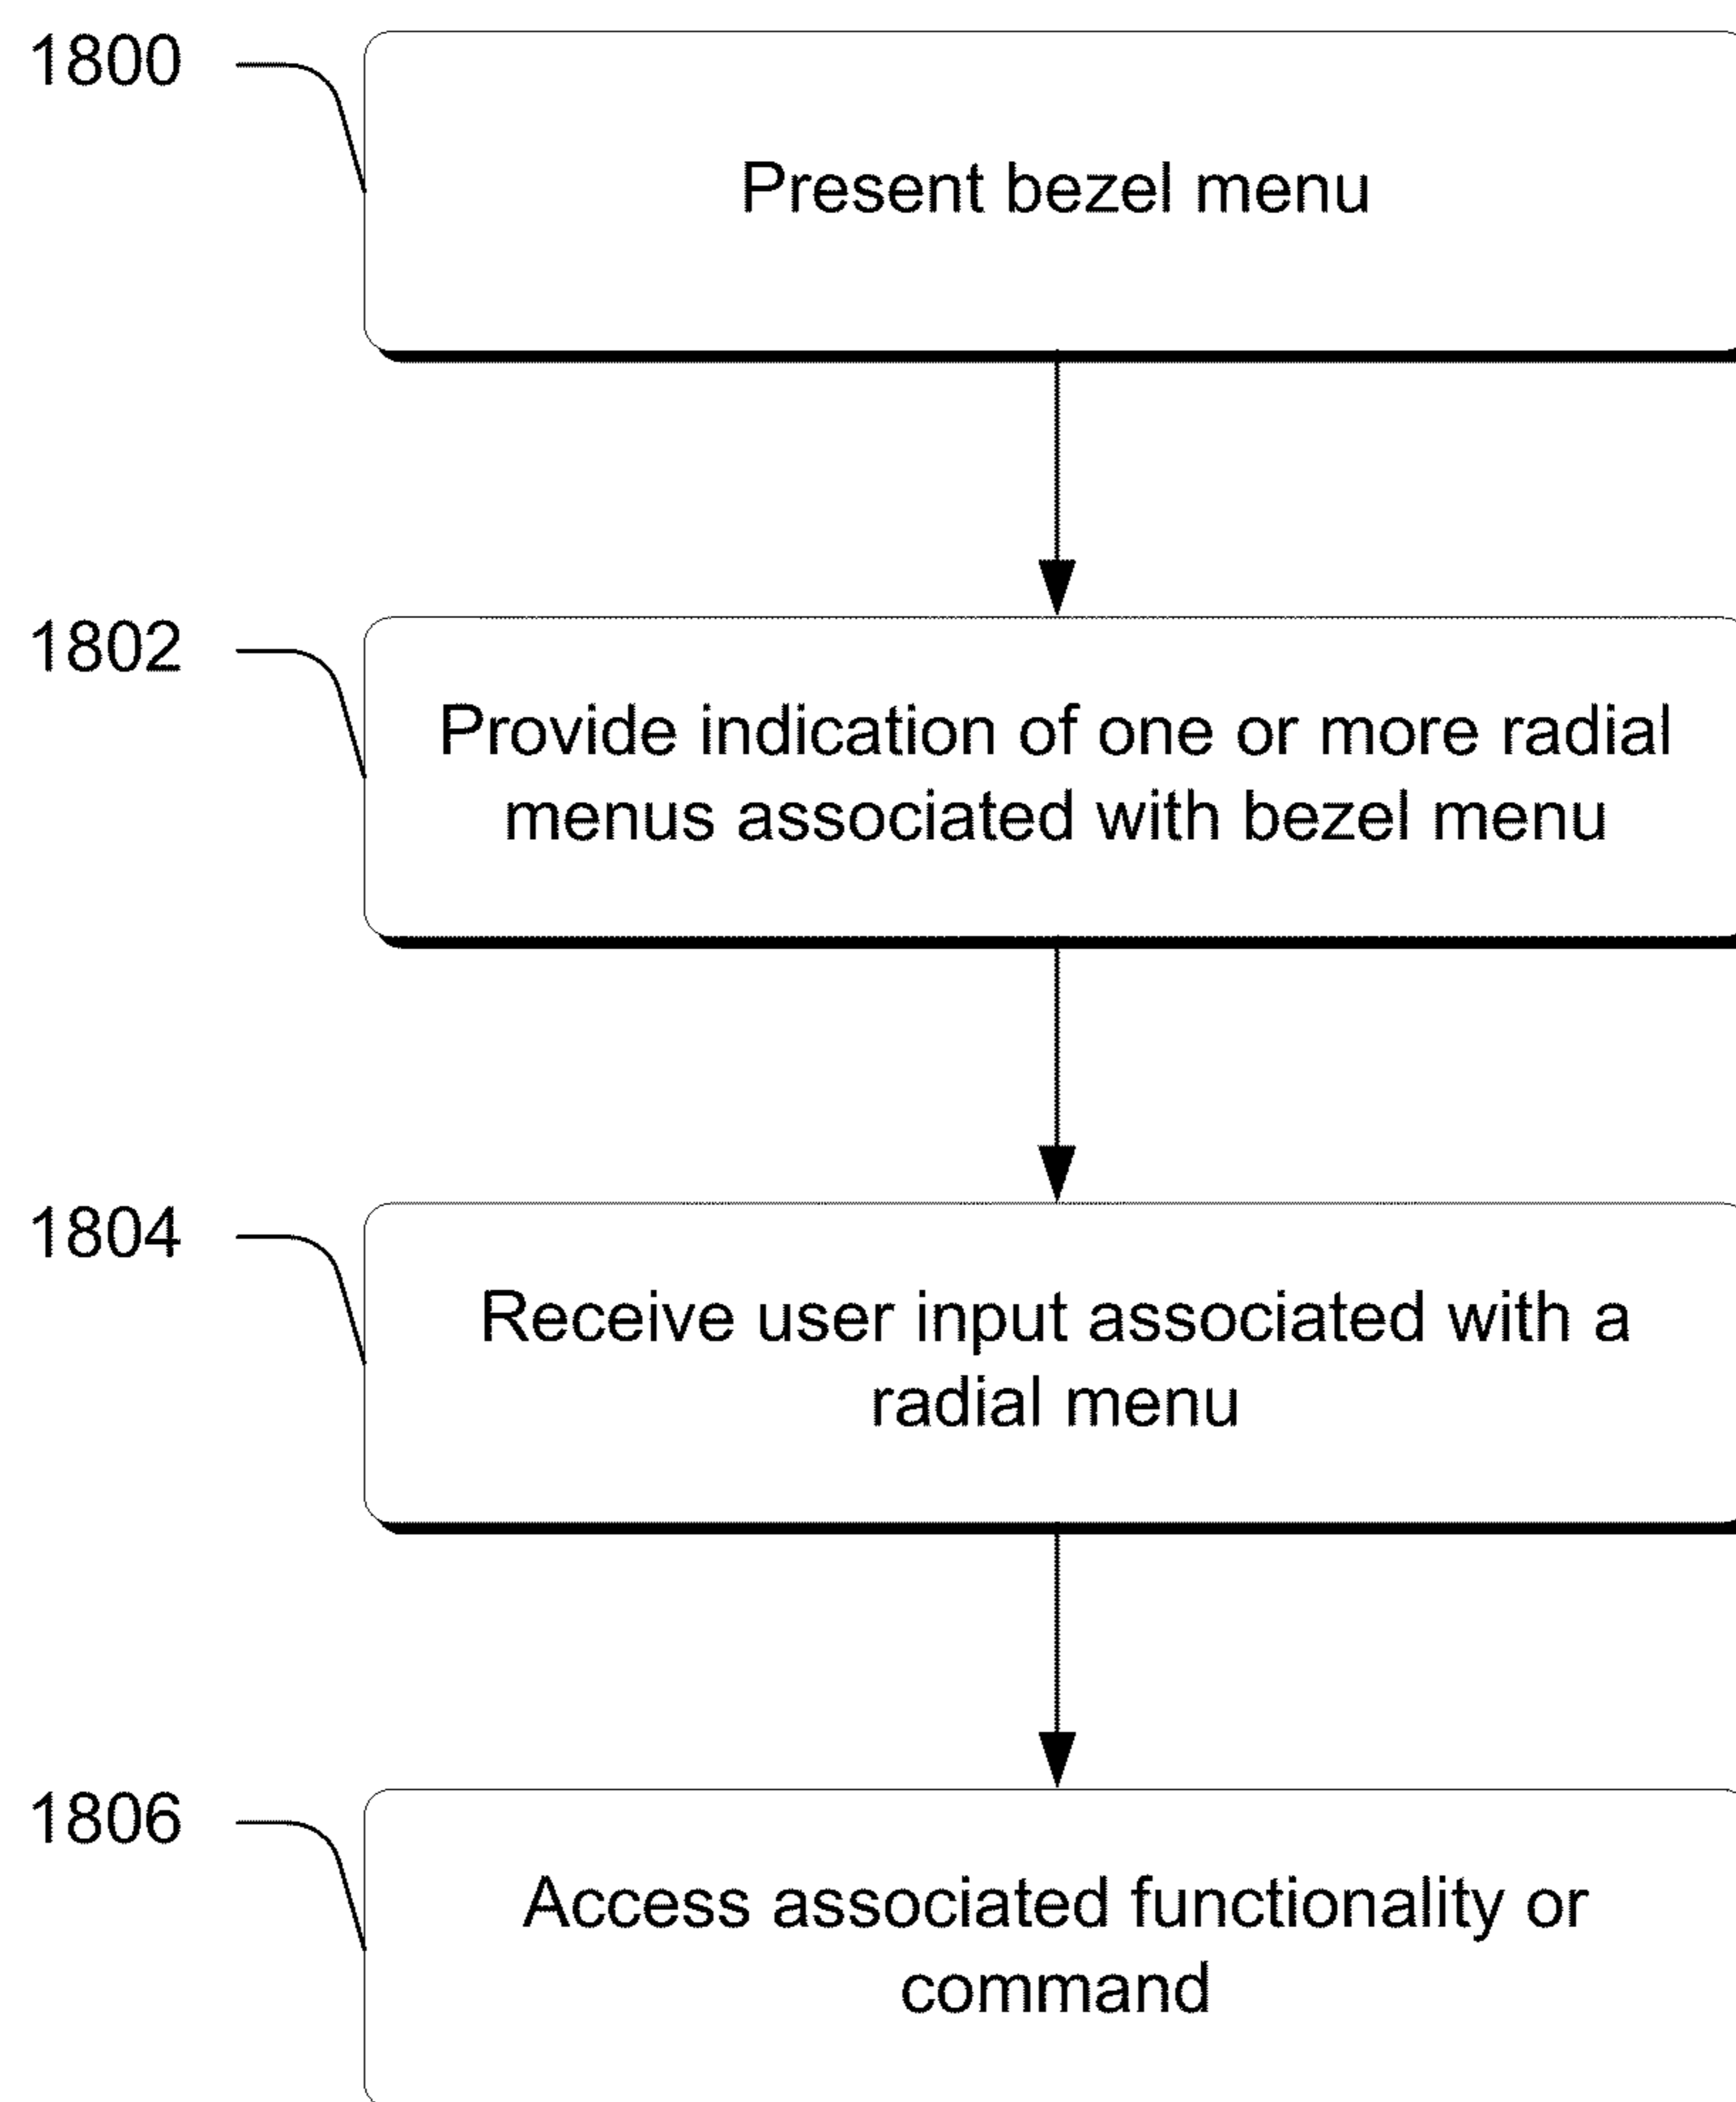 1800
Present bezel menu
1802
Provide indication of one or more radial
menus associated with bezel menu
1804
Receive user input associated with a
radial menu
1806
Access associated functionality or
command